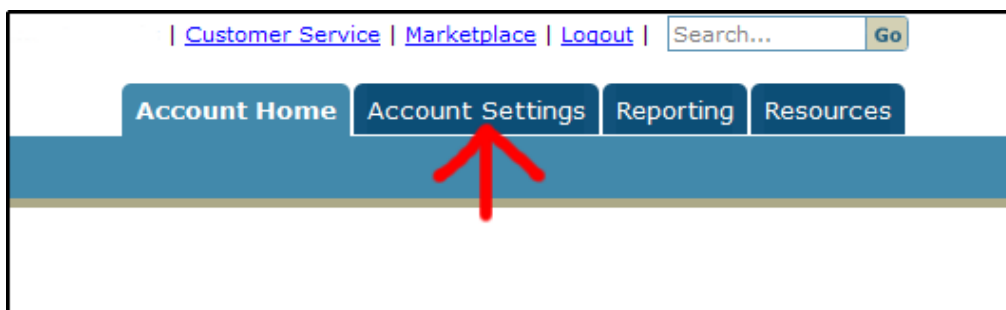 | Customer Service | Marketplace | Logout | Search... Go
Account Home Account Settings Reporting Resources